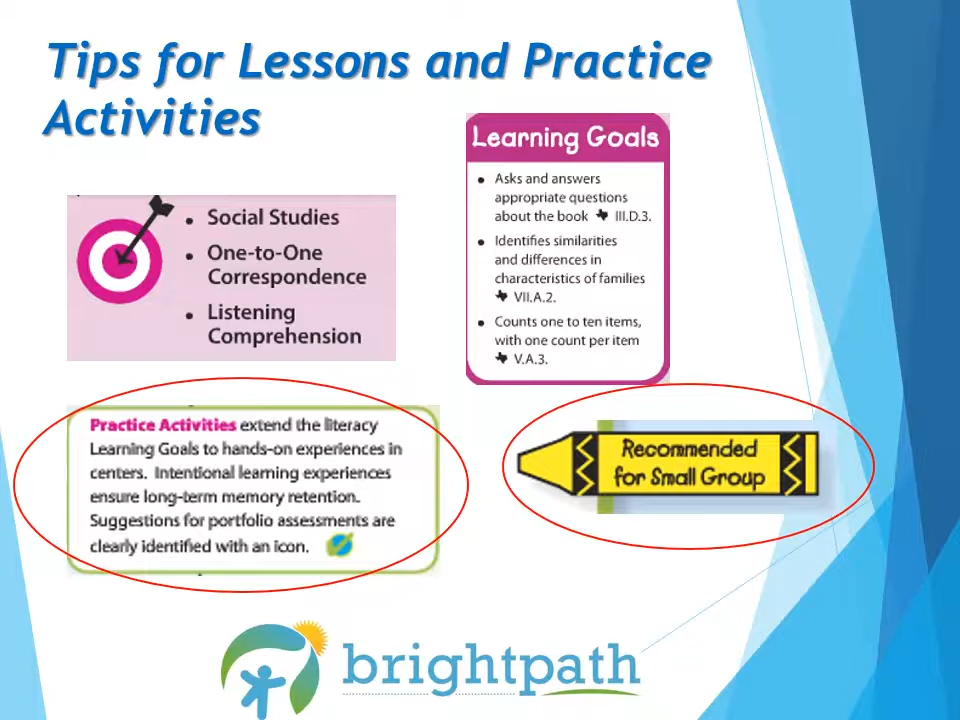 Tips for Lessons and Practice
Activities
Learning Goals
• Asks and answers
appropriate questions
about the book III.D.3.
• Identifies similarities
and differences in
characteristics of families
VII.A.2.
• Counts one to ten items,
with one count per item
V.A.3.
• Social Studies
• One-to-One
Correspondence
• Listening
Comprehension
Practice Activities extend the literacy
Learning Goals to hands-on experiences in
centers. Intentional learning experiences
ensure long-term memory retention.
Suggestions for portfolio assessments are
clearly identified with an icon.
Recommended
for Small Group
brightpath